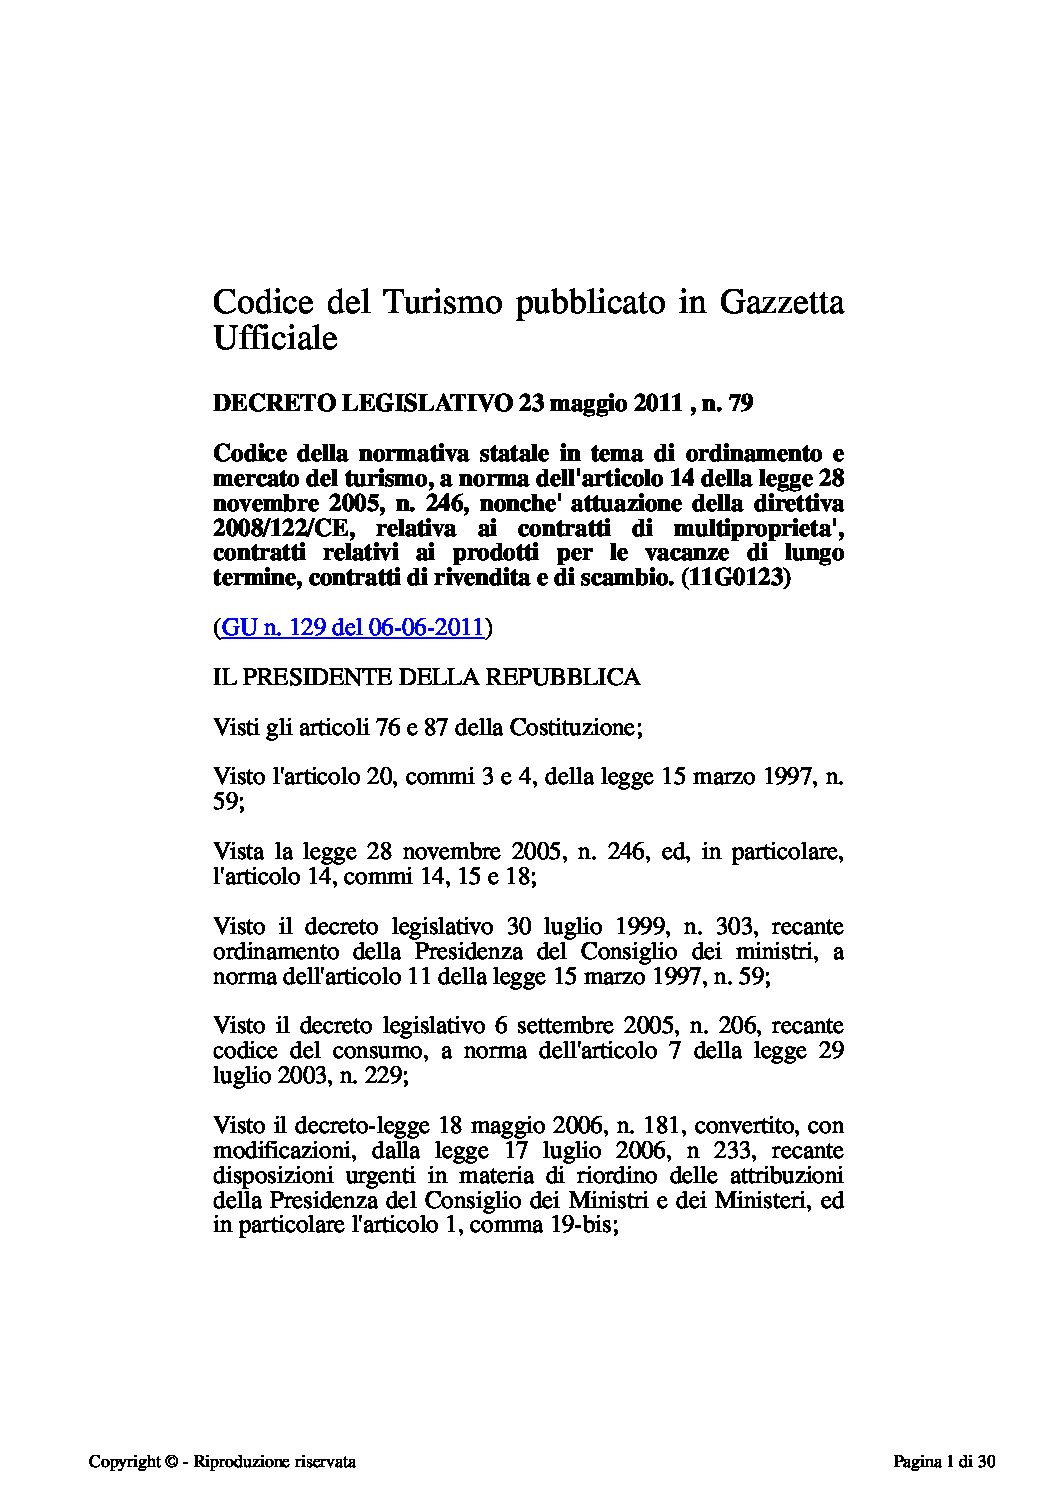 Codice del Turismo pubblicato in Gazzetta
Ufficiale
DECRETO LEGISLATIVO 23 maggio 2011 , n. 79
Codice della normativa statale in tema di ordinamento e
mercato del turismo, a norma dell'articolo 14 della legge 28
novembre 2005, n. 246, nonche' attuazione della direttiva
2008/122/CE, relativa ai contratti di multiproprieta',
contratti relativi ai prodotti per le vacanze di lungo
termine, contratti di rivendita e di scambio. (11G0123)
(GU n. 129 del 06-06-2011)
IL PRESIDENTE DELLA REPUBBLICA
Visti gli articoli 76 e 87 della Costituzione;
Visto l'articolo 20, commi 3 e 4, della legge 15 marzo 1997, n.
59;
Vista la legge 28 novembre 2005, n. 246, ed, in particolare,
l'articolo 14, commi 14, 15 e 18;
Visto il decreto legislativo 30 luglio 1999, n. 303, recante
ordinamento della Presidenza del Consiglio dei ministri, a
norma dell'articolo 11 della legge 15 marzo 1997, n. 59;
Visto il decreto legislativo 6 settembre 2005, n. 206, recante
codice del consumo, a norma dell'articolo 7 della legge 29
luglio 2003, n. 229;
Visto il decreto-legge 18 maggio 2006, n. 181, convertito, con
modificazioni, dalla legge 17 luglio 2006, n 233, recante
disposizioni urgenti in materia di riordino delle attribuzioni
della Presidenza del Consiglio dei Ministri e dei Ministeri, ed
in particolare l'articolo 1, comma 19-bis;
Copyright © - Riproduzione riservata
Pagina 1 di 30